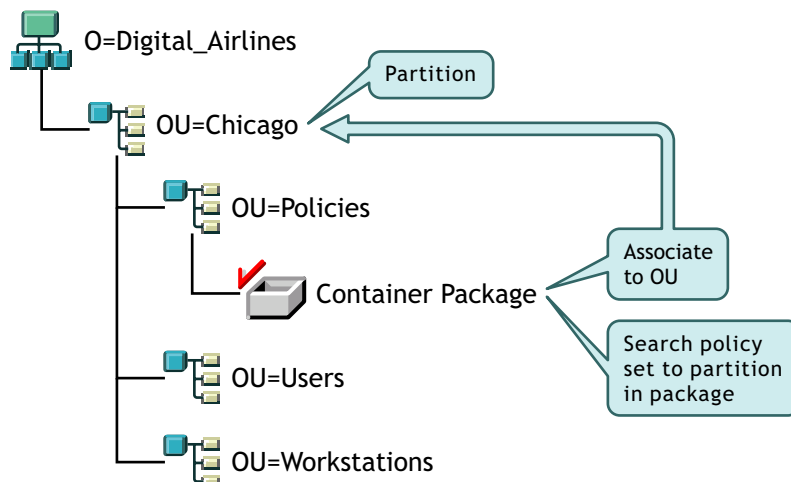 O=Digital_Airlines
Partition
OU=Chicago
OU=Policies
Associate
to OU
Container Package
Search policy
set to partition
in package
OU=Users
OU=Workstations